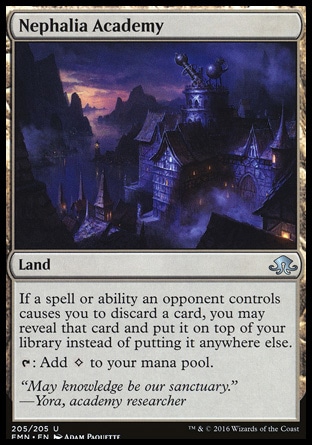 Nephalia Academy
Land
If a spell or ability an opponent controls
causes you to discard a card, you may
reveal that card and put it on top of your
library instead of putting it anywhere else.
: Add to your mana pool.
“May knowledge be our sanctuary.”
—Yora, academy researcher
205/205 U
EMN • EN Adam Paquette
™ & © 2016 Wizards of the Coast